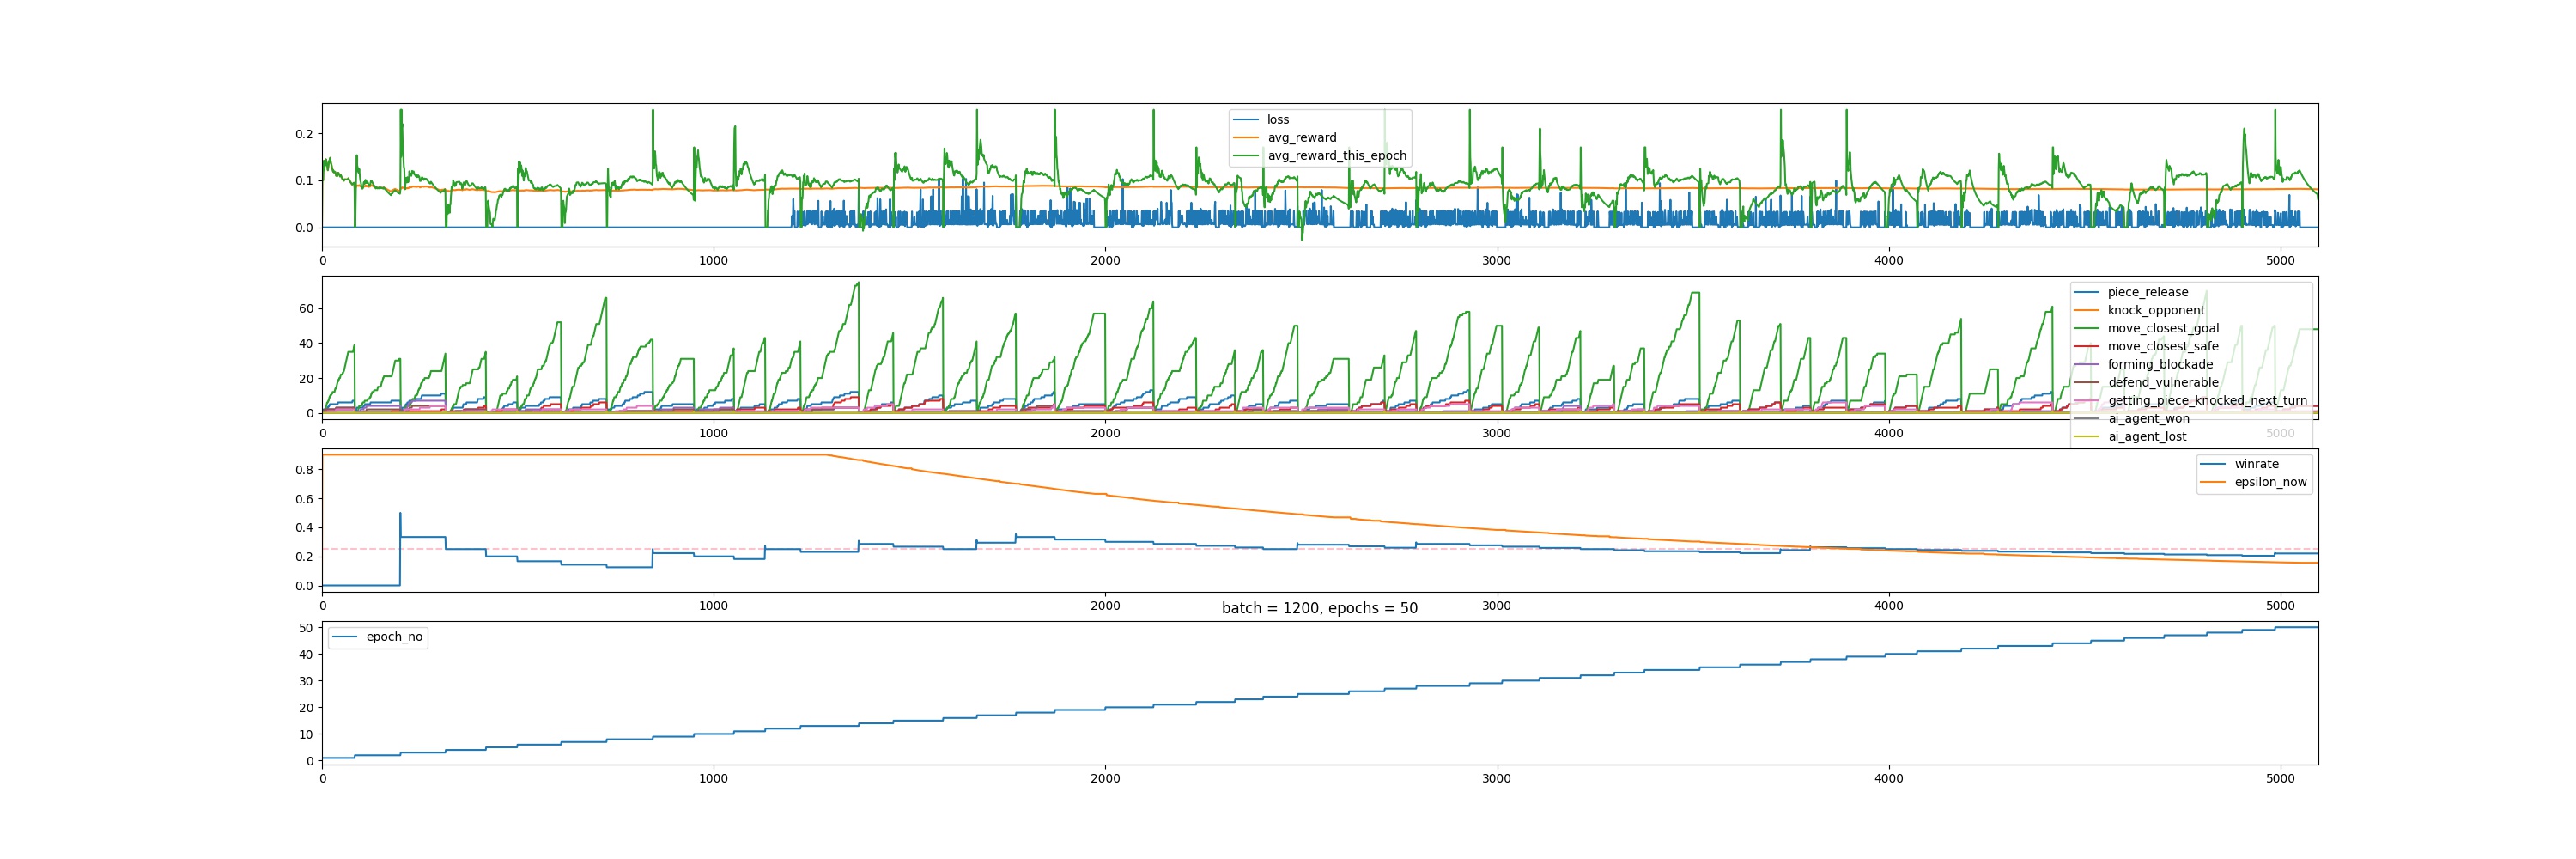 0.2
0.1
0.0
loss
avg_reward
avg_reward_this_epoch
0 1000 2000 3000 4000 5000
60
40
20
0
piece_release
knock_opponent
move_closest_goal
move_closest_safe
forming_blockade
defend_vulnerable
getting_piece_knocked_next_turn
ai_agent_won
ai_agent_lost
0 1000 2000 3000 4000 5000
0.8
0.6
0.4
0.2
0.0
winrate
epsilon_now
0 1000 2000 3000 4000 5000
batch = 1200, epochs = 50
50
40
30
20
10
0
epoch_no
0 1000 2000 3000 4000 5000